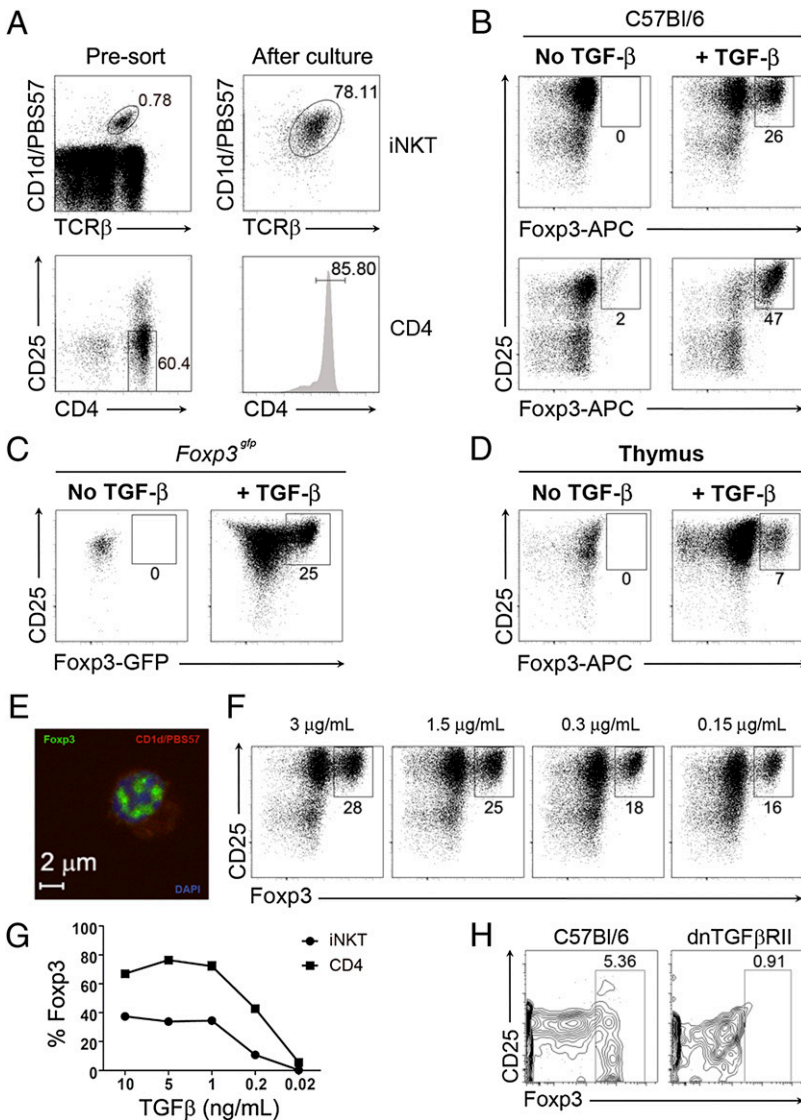 A
Pre-sort
After culture
CD1d/PBS57
0.78
TCRβ
CD1d/PBS57
78.11
TCRβ
iNKT
CD25
60.4
CD4
85.80
CD4
CD4
B
C57Bl/6
No TGF-β
+ TGF-β
0
26
Foxp3-APC
CD25
2
47
Foxp3-APC
C
Foxp3gfp
No TGF-β
+ TGF-β
CD25
0
25
Foxp3-GFP
D
Thymus
No TGF-β
+ TGF-β
CD25
0
7
Foxp3-APC
E
Foxp3
CD1d/PBS57
2 μm
DAPI
F
3 μg/mL
1.5 μg/mL
0.3 μg/mL
0.15 μg/mL
CD25
28
25
18
16
Foxp3
G
% Foxp3
100
80
60
40
20
0
iNKT
CD4
10
5
1
0.2
0.02
TGFβ (ng/mL)
H
C57Bl/6
dnTGFβRII
5.36
0.91
CD25
Foxp3